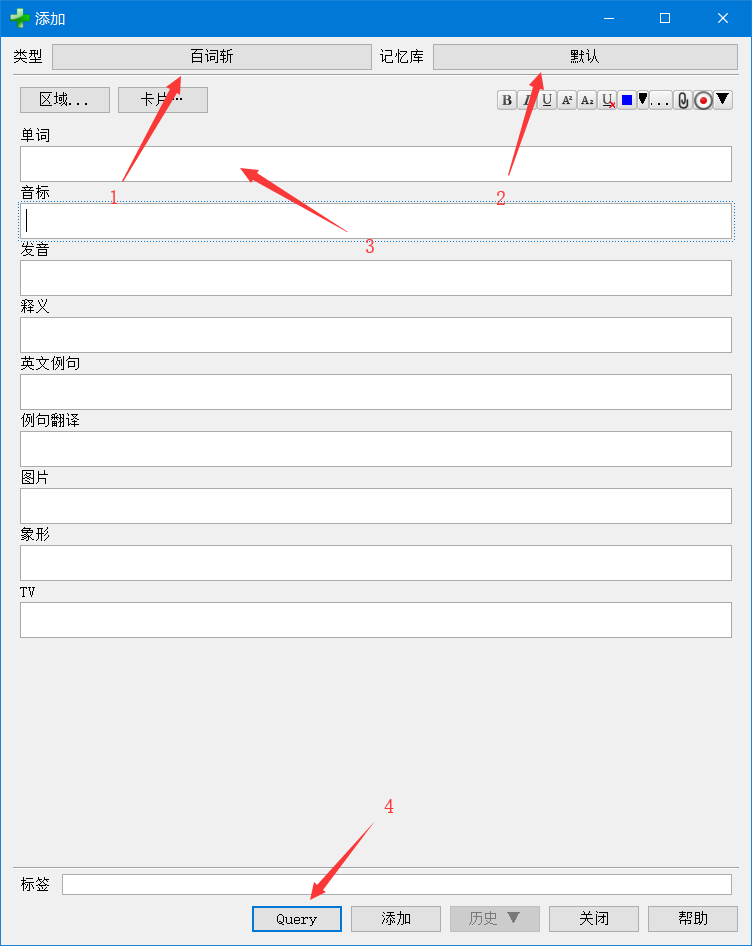 添加
类型 百词斩 记忆库 默认
区域... 卡片… B I U A² A₂ U ...
单词
1 2
音标
3
发音
释义
英文例句
例句翻译
图片
象形
TV
4
标签
Query 添加 历史 ▼ 关闭 帮助